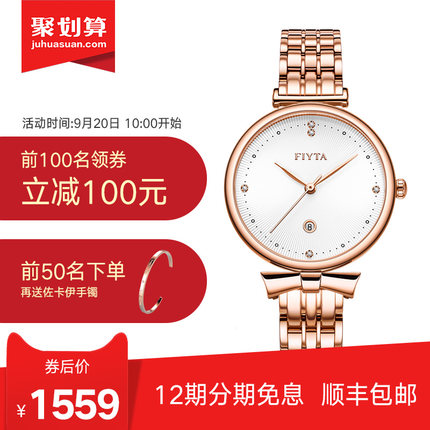 聚划算
juhuasuan.com
活动时间:9月20日 10:00开始
前100名领券
立减100元
前50名下单
再送佐卡伊手镯
FIYTA
8
券后价
¥1559
12期分期免息 顺丰包邮